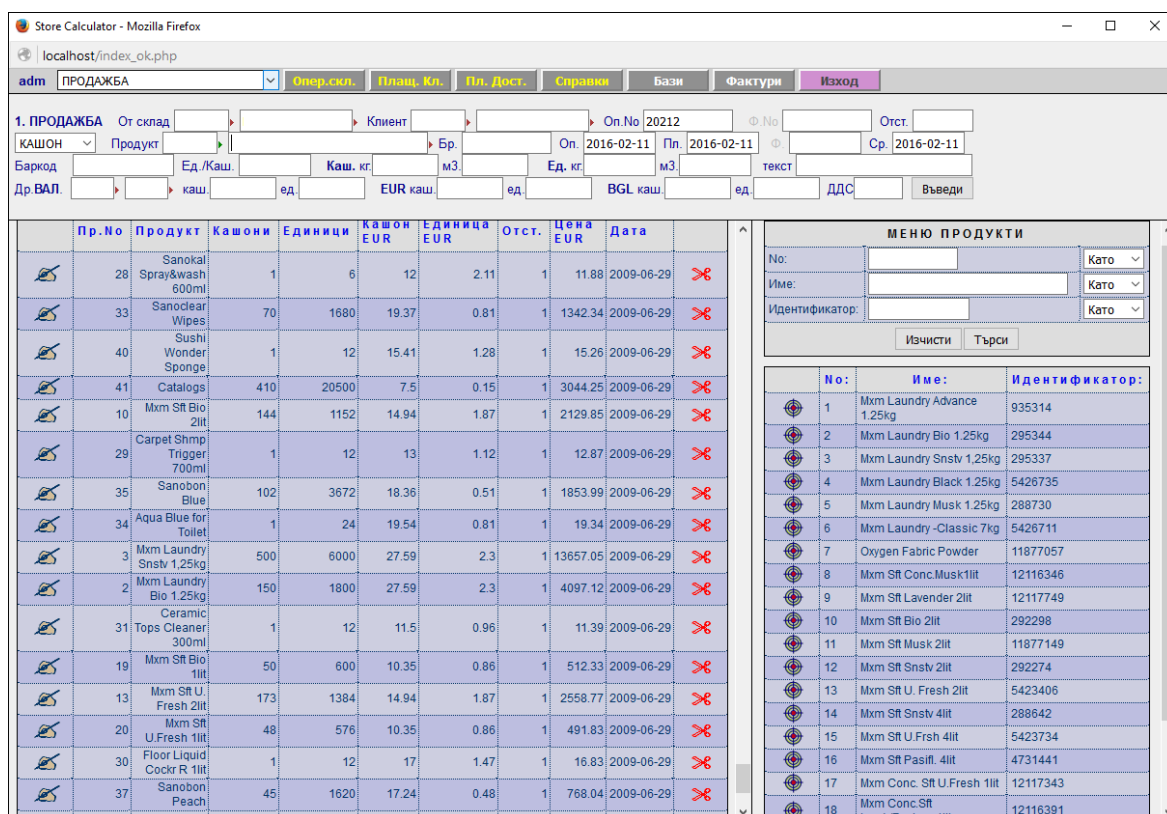 Store Calculator - Mozilla Firefox
localhost/index_ok.php
adm ПРОДАЖБА Опер.скл. Плащ. Кл. Пл. Дост. Справки Бази Фактури Изход
1. ПРОДАЖБА От склад Клиент Оп.No 20212 Ф.No Отст.
КАШОН Продукт Бр. Оп. 2016-02-11 Пл. 2016-02-11 Ф. Ср. 2016-02-11
Баркод Ед./Каш. Каш. кг. м3. Ед. кг. м3. текст
Др.ВАЛ. каш. ед. EUR каш. ед. BGL каш. ед. ДДС Въведи
Пр.No Продукт Кашони Единици Кашон EUR Единица EUR Отст. Цена EUR Дата
28 Sanokal Spray&wash 600ml 1 6 12 2.11 1 11.88 2009-06-29
33 Sanoclear Wipes 70 1680 19.37 0.81 1 1342.34 2009-06-29
40 Sushi Wonder Sponge 1 12 15.41 1.28 1 15.26 2009-06-29
41 Catalogs 410 20500 7.5 0.15 1 3044.25 2009-06-29
10 Mxm Sft Bio 2lit 144 1152 14.94 1.87 1 2129.85 2009-06-29
29 Carpet Shmp Trigger 700ml 1 12 13 1.12 1 12.87 2009-06-29
35 Sanobon Blue 102 3672 18.36 0.51 1 1853.99 2009-06-29
34 Aqua Blue for Toilet 1 24 19.54 0.81 1 19.34 2009-06-29
3 Mxm Laundry Snstv 1,25kg 500 6000 27.59 2.3 1 13657.05 2009-06-29
2 Mxm Laundry Bio 1.25kg 150 1800 27.59 2.3 1 4097.12 2009-06-29
31 Ceramic Tops Cleaner 300ml 1 12 11.5 0.96 1 11.39 2009-06-29
19 Mxm Sft Bio 1lit 50 600 10.35 0.86 1 512.33 2009-06-29
13 Mxm Sft U. Fresh 2lit 173 1384 14.94 1.87 1 2558.77 2009-06-29
20 Mxm Sft U.Fresh 1lit 48 576 10.35 0.86 1 491.83 2009-06-29
30 Floor Liquid Cockr R 1lit 1 12 17 1.47 1 16.83 2009-06-29
37 Sanobon Peach 45 1620 17.24 0.48 1 768.04 2009-06-29
МЕНЮ ПРОДУКТИ
No: Като
Име: Като
Идентификатор: Като
Изчисти Търси
No: Име: Идентификатор:
1 Mxm Laundry Advance 1.25kg 935314
2 Mxm Laundry Bio 1.25kg 295344
3 Mxm Laundry Snstv 1,25kg 295337
4 Mxm Laundry Black 1.25kg 5426735
5 Mxm Laundry Musk 1.25kg 288730
6 Mxm Laundry -Classic 7kg 5426711
7 Oxygen Fabric Powder 11877057
8 Mxm Sft Conc.Musk1lit 12116346
9 Mxm Sft Lavender 2lit 12117749
10 Mxm Sft Bio 2lit 292298
11 Mxm Sft Musk 2lit 11877149
12 Mxm Sft Snstv 2lit 292274
13 Mxm Sft U. Fresh 2lit 5423406
14 Mxm Sft Snstv 4lit 288642
15 Mxm Sft U.Frsh 4lit 5423734
16 Mxm Sft Pasifl. 4lit 4731441
17 Mxm Conc. Sft U.Fresh 1lit 12117343
18 Mxm Conc.Sft 12116391